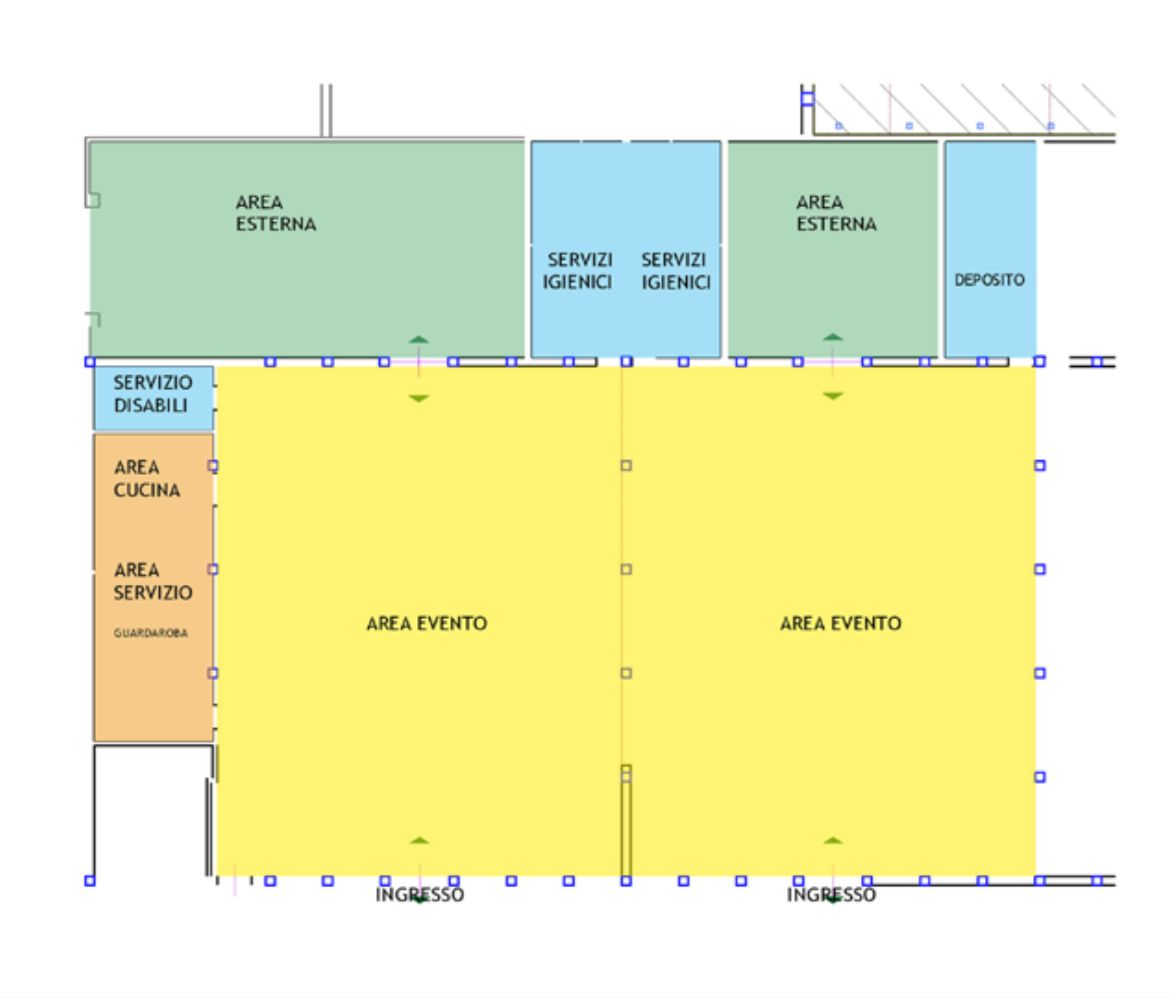 AREA
ESTERNA
SERVIZI
IGIENICI
SERVIZI
IGIENICI
AREA
ESTERNA
DEPOSITO
SERVIZIO
DISABILI
AREA
CUCINA
AREA
SERVIZIO
GUARDAROBA
AREA EVENTO
AREA EVENTO
INGRESSO
INGRESSO